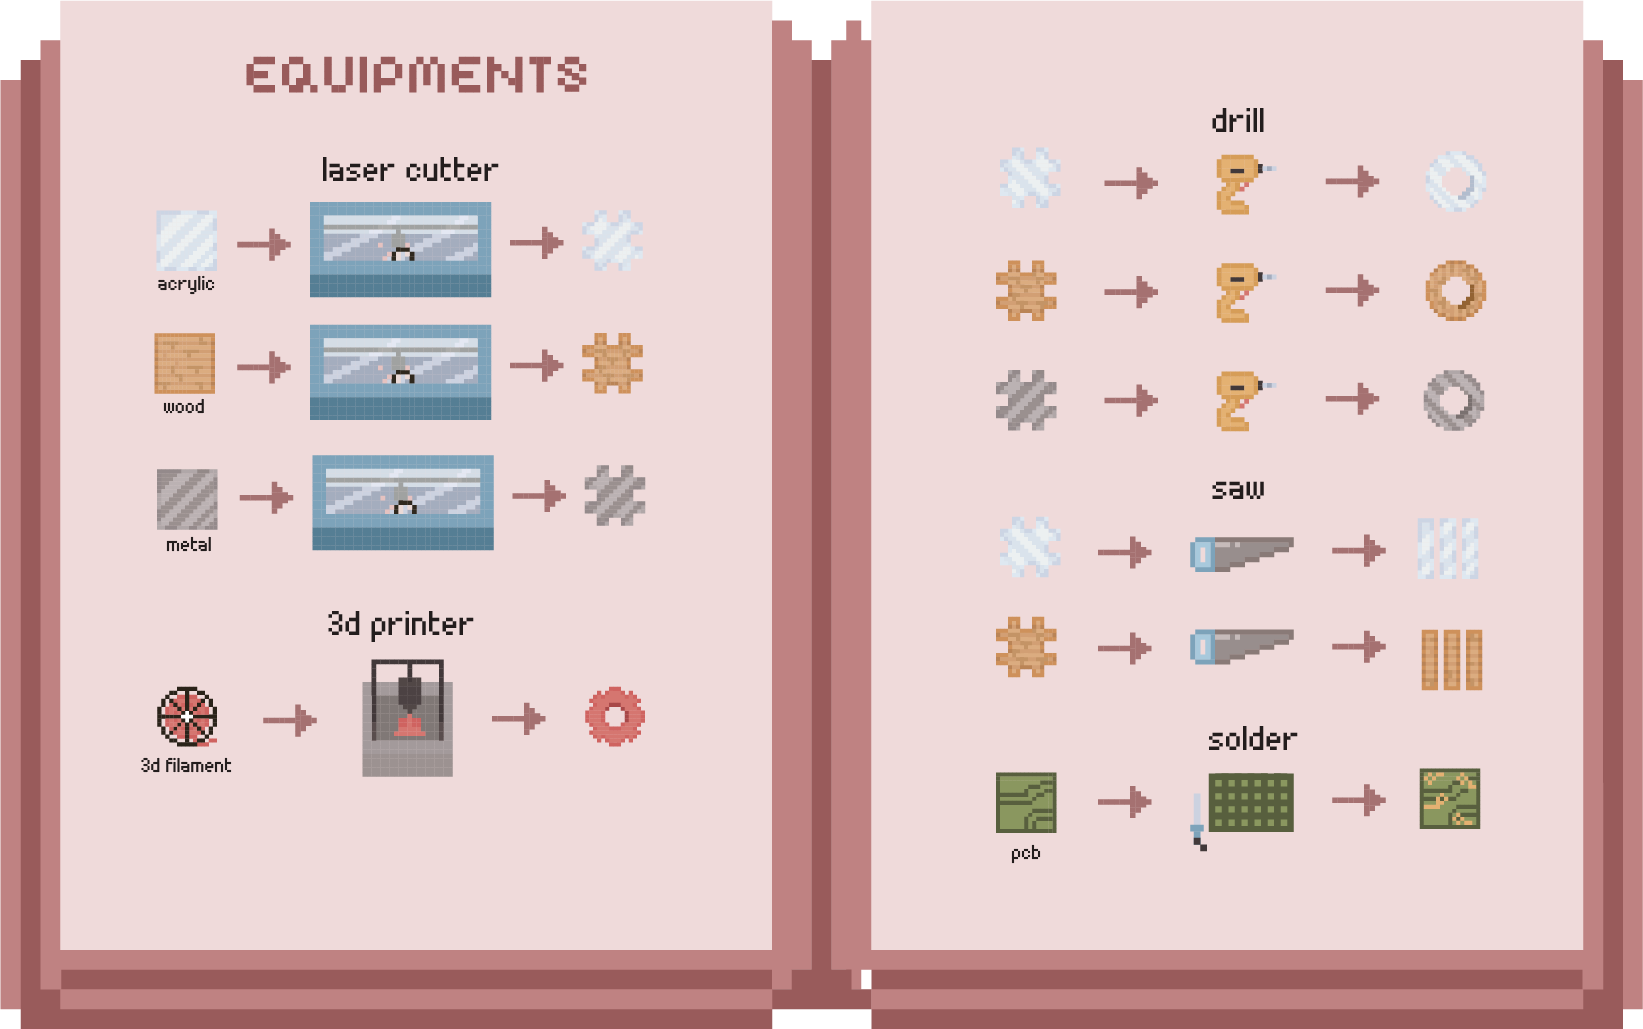 EQUIPMENTS
laser cutter
acrylic
wood
metal
3d printer
3d filament
drill
saw
solder
pcb